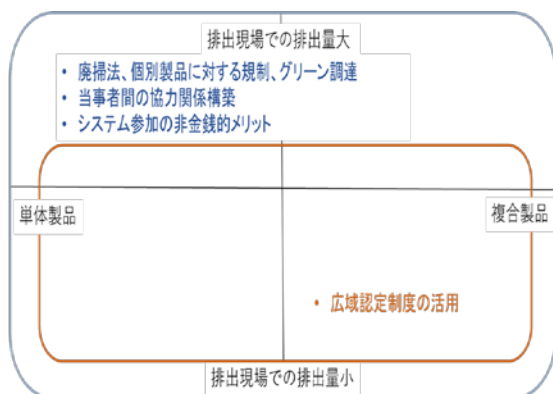 排出現場での排出量大
• 廃掃法、個別製品に対する規制、グリーン調達
• 当事者間の協力関係構築
• システム参加の非金銭的メリット
単体製品
複合製品
• 広域認定制度の活用
排出現場での排出量小